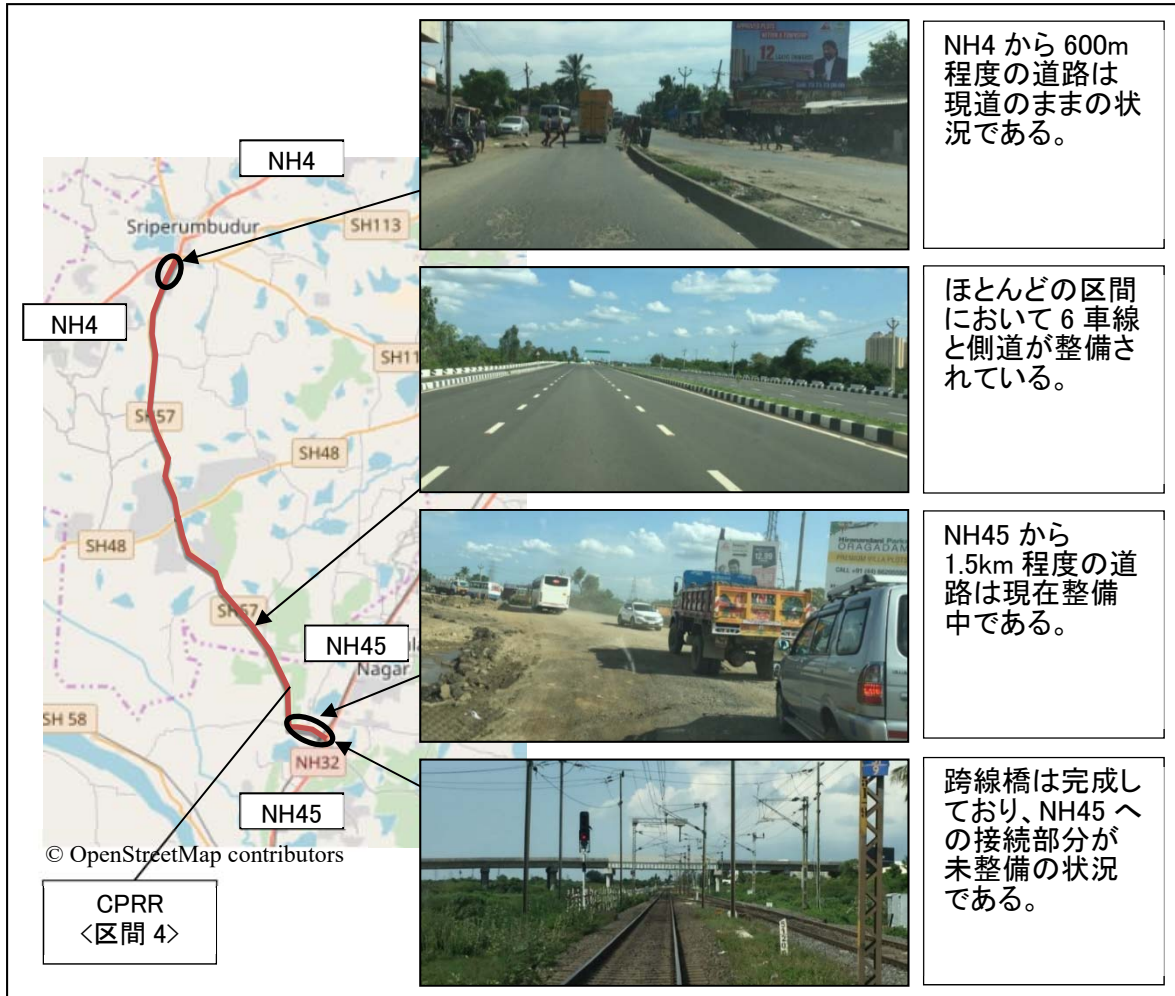 NH4
Sriperumbudur
SH113
NH4
SH57
SH48
SH48
NH45
Nagar
SH 58
NH32
NH45
© OpenStreetMap contributors
CPRR
<区間 4>
12
NH4 から 600m
程度の道路は
現道のままの状
況である。
ほとんどの区間
において 6 車線
と側道が整備さ
れている。
ORAGADAM
NH45 から
1.5km 程度の道
路は現在整備
中である。
跨線橋は完成し
ており、NH45 へ
の接続部分が
未整備の状況
である。